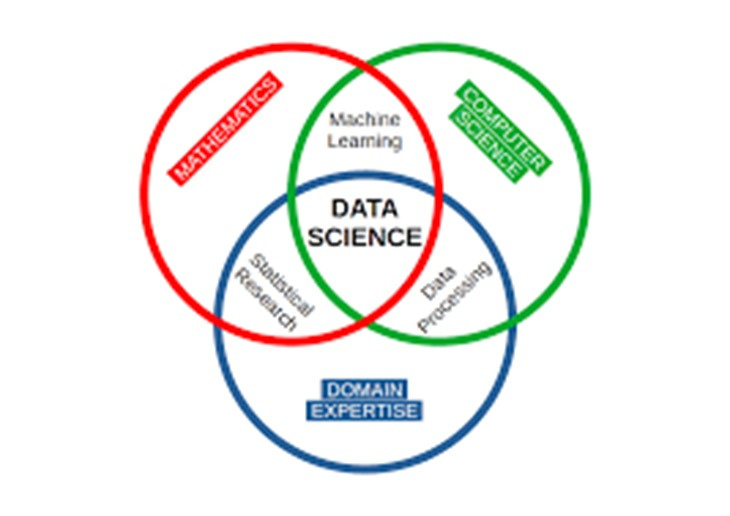 MATHEMATICS
COMPUTER
SCIENCE
Machine
Learning
DATA
SCIENCE
Statistical
Research
Data
Processing
DOMAIN
EXPERTISE